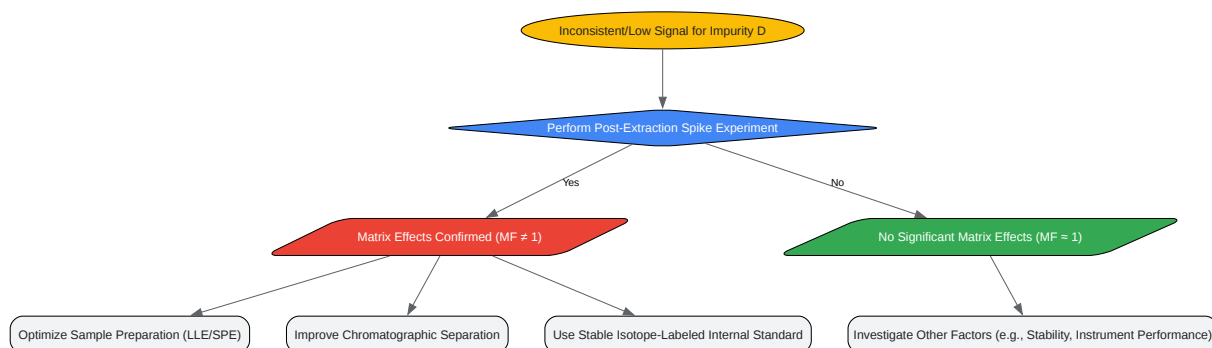 Inconsistent/Low Signal for Impurity D
Perform Post-Extraction Spike Experiment
Yes
No
Matrix Effects Confirmed (MF ≠ 1)
No Significant Matrix Effects (MF ≈ 1)
Optimize Sample Preparation (LLE/SPE)
Improve Chromatographic Separation
Use Stable Isotope-Labeled Internal Standard
Investigate Other Factors (e.g., Stability, Instrument Performance)